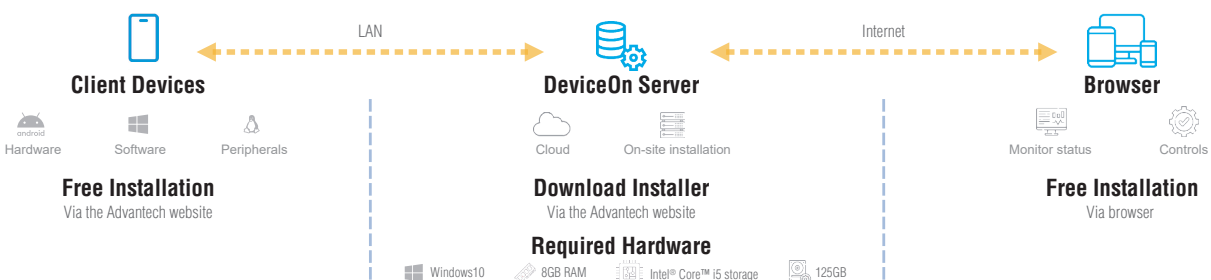 LAN
Internet
Client Devices
DeviceOn Server
Browser
android
Hardware
Software
Peripherals
Cloud
On-site installation
Monitor status
Controls
Free Installation
Via the Advantech website
Download Installer
Via the Advantech website
Free Installation
Via browser
Required Hardware
Windows10
8GB RAM
Intel® Core™ i5 storage
125GB